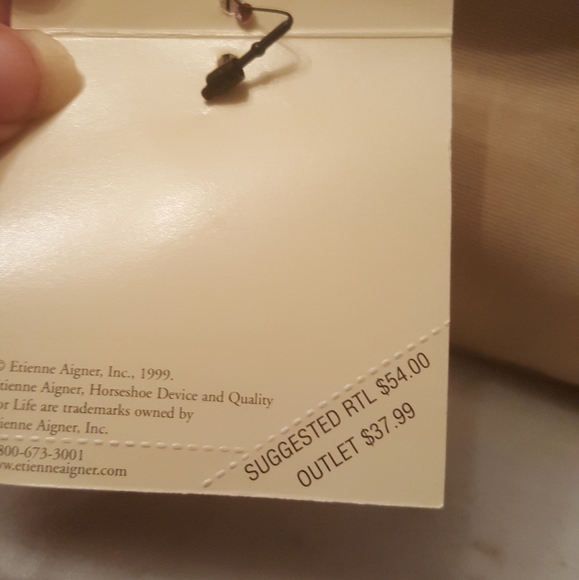 © Etienne Aigner, Inc., 1999.
tienne Aigner, Horseshoe Device and Quality
or Life are trademarks owned by
ienne Aigner, Inc.
800-673-3001
w.etienneaigner.com
SUGGESTED RTL $54.00
OUTLET $37.99